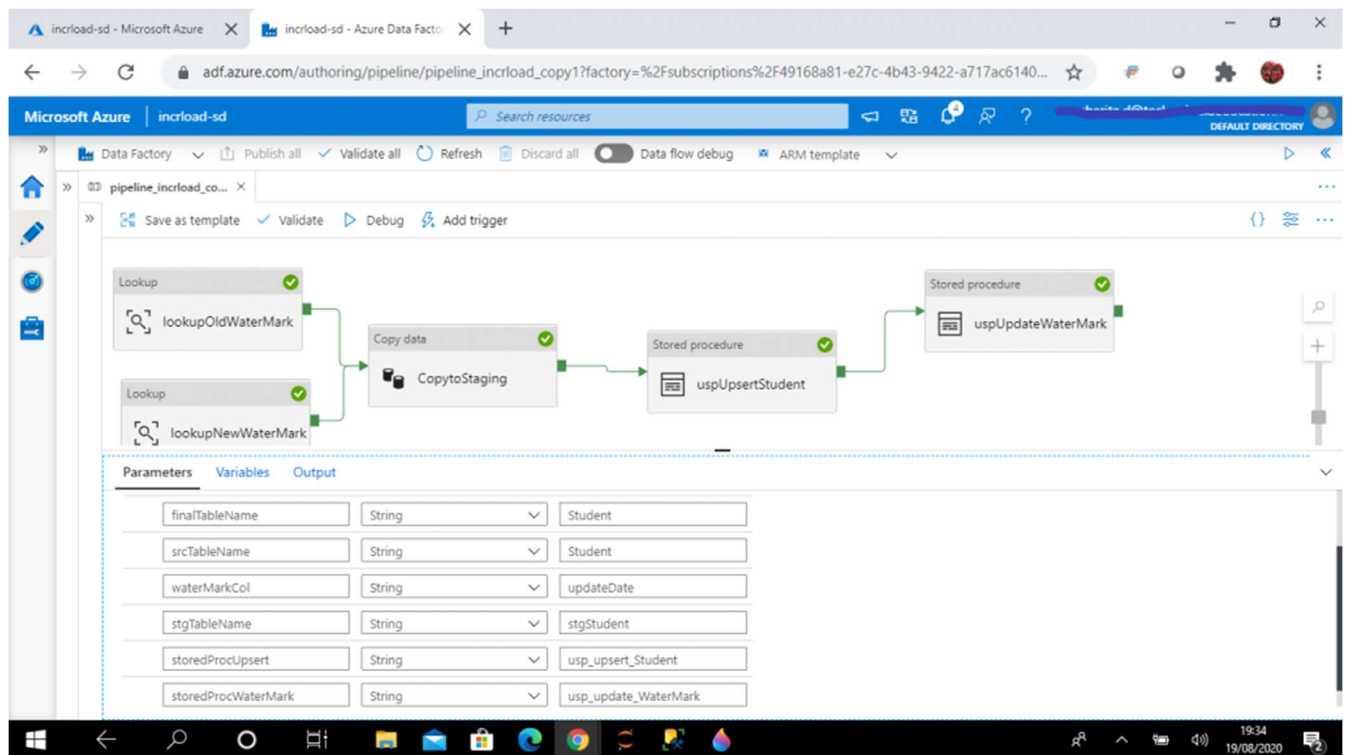 incrload-sd - Microsoft Azure
incrload-sd - Azure Data Facto
adf.azure.com/authoring/pipeline/pipeline_incrload_copy1?factory=%2Fsubscriptions%2F49168a81-e27c-4b43-9422-a717ac6140...
Microsoft Azure incrload-sd Search resources 4 ?
DEFAULT DIRECTORY
Data Factory Publish all Validate all Refresh Discard all Data flow debug ARM template
pipeline_incrload_co...
Save as template Validate Debug Add trigger {}
Lookup
lookupOldWaterMark
Lookup
lookupNewWaterMark
Copy data
CopytoStaging
Stored procedure
uspUpsertStudent
Stored procedure
uspUpdateWaterMark
Parameters Variables Output
finalTableName String Student
srcTableName String Student
waterMarkCol String updateDate
stgTableName String stgStudent
storedProcUpsert String usp_upsert_Student
storedProcWaterMark String usp_update_WaterMark
19:34
19/08/2020
2